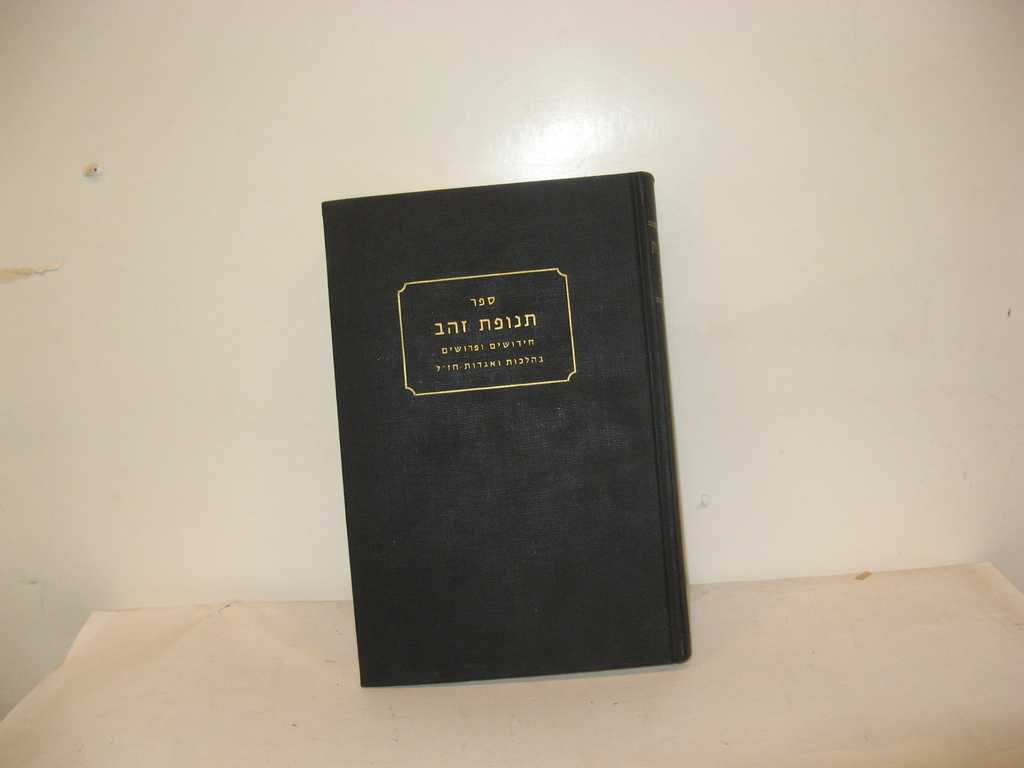 ספר
תנופת זהב
חידושים ופרושים
בהלכות ואגדות חז״ל